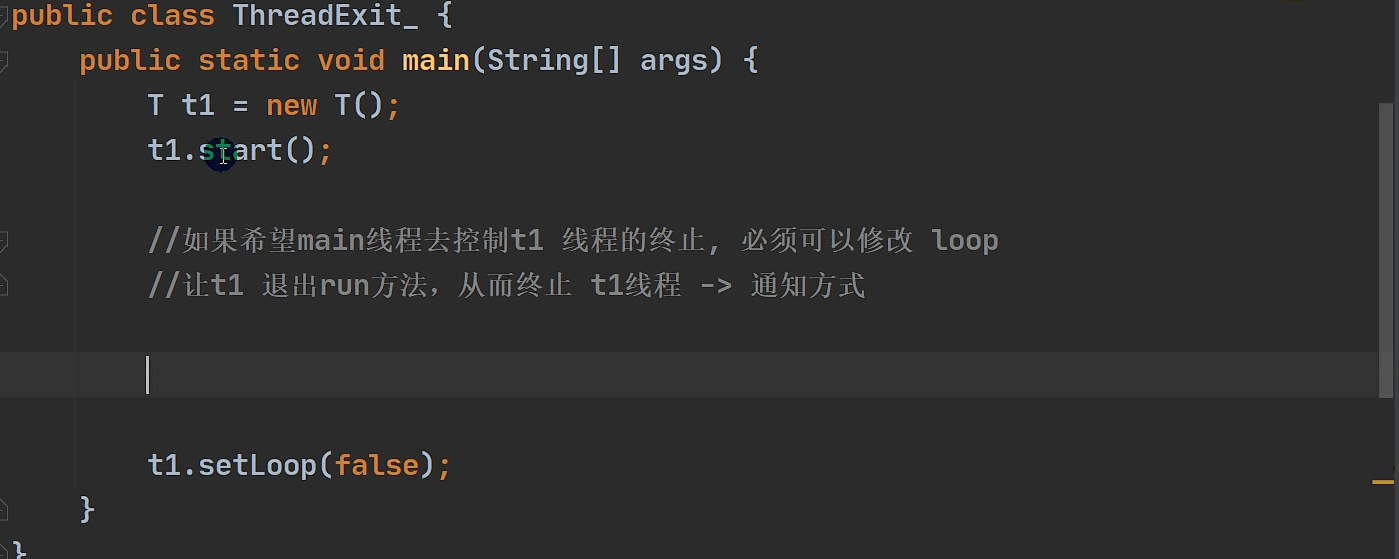 public class ThreadExit_ {
public static void main(String[] args) {
T t1 = new T();
t1.start();
//如果希望main线程去控制t1 线程的终止, 必须可以修改 loop
//让t1 退出run方法，从而终止 t1线程 -> 通知方式
t1.setLoop(false);
}
}